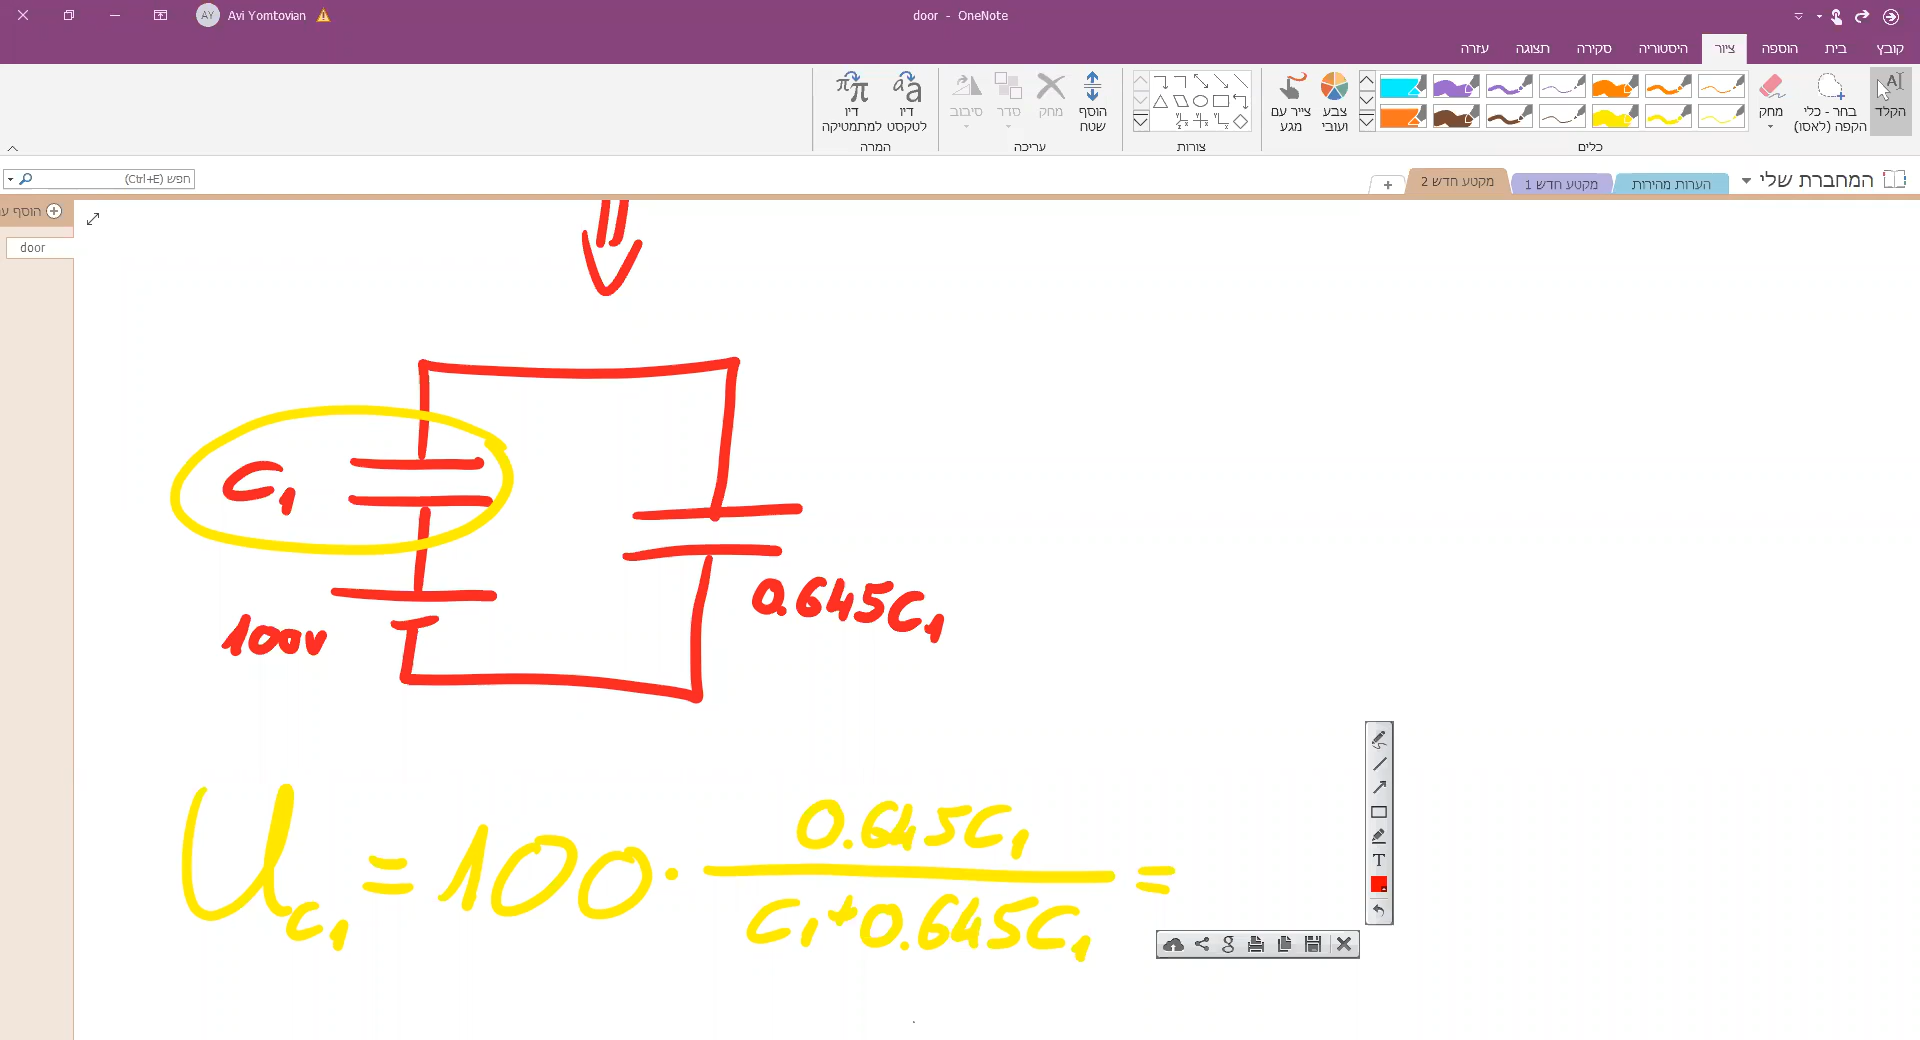 Avi Yomtovian
door - OneNote
קובץ
בית
הוספה
ציור
היסטוריה
סקירה
תצוגה
עזרה
הקלד
בחר - כלי הקפה (לאסו)
מחק
צבע ועובי
צייר עם מגע
הוסף שטח
מחק
סדר
סיבוב
דיו לטקסט
דיו למתמטיקה
כלים
צורות
עריכה
המרה
המחברת שלי
הערות מהירות
מקטע חדש 1
מקטע חדש 2
חפש (Ctrl+E)
door
C1
100v
0.645C1
Uc1 = 100 · 0.645C1 / C1+0.645C1 =